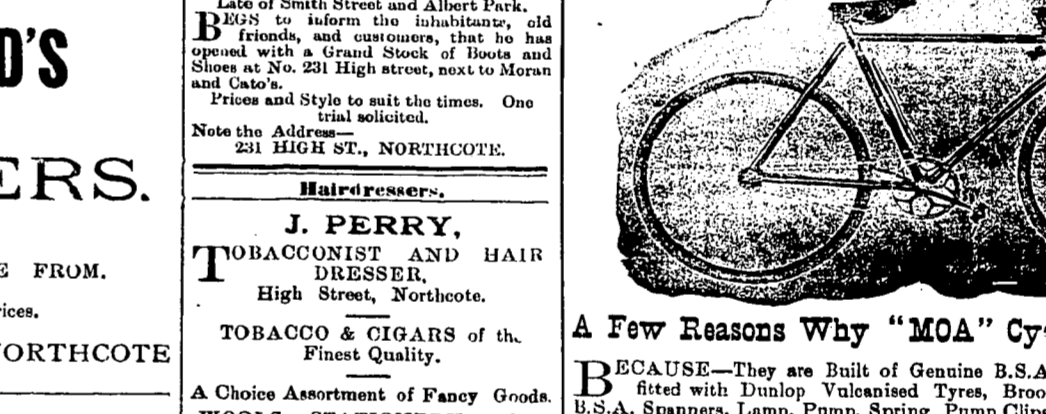 D'S
ERS.
E FROM.
rices.
NORTHCOTE
Late of Smith Street and Albert Park.
BEGS to inform the inhabitants, old
friends, and customers, that he has
opened with a Grand Stock of Boots and
Shoes at No. 231 High street, next to Moran
and Cato's.
Prices and Style to suit the times. One
trial solicited.
Note the Address—
231 HIGH ST., NORTHCOTE.
Hairdressers.
J. PERRY,
TOBACCONIST AND HAIR
DRESSER,
High Street, Northcote.
TOBACCO & CIGARS of the
Finest Quality.
A Choice Assortment of Fancy Goods.
A Few Reasons Why "MOA" Cy
BECAUSE—They are Built of Genuine B.S.A
fitted with Dunlop Vulcanised Tyres, Broo
B.S.A. Spanners, Lamp, Pump, Spring Pump Clip